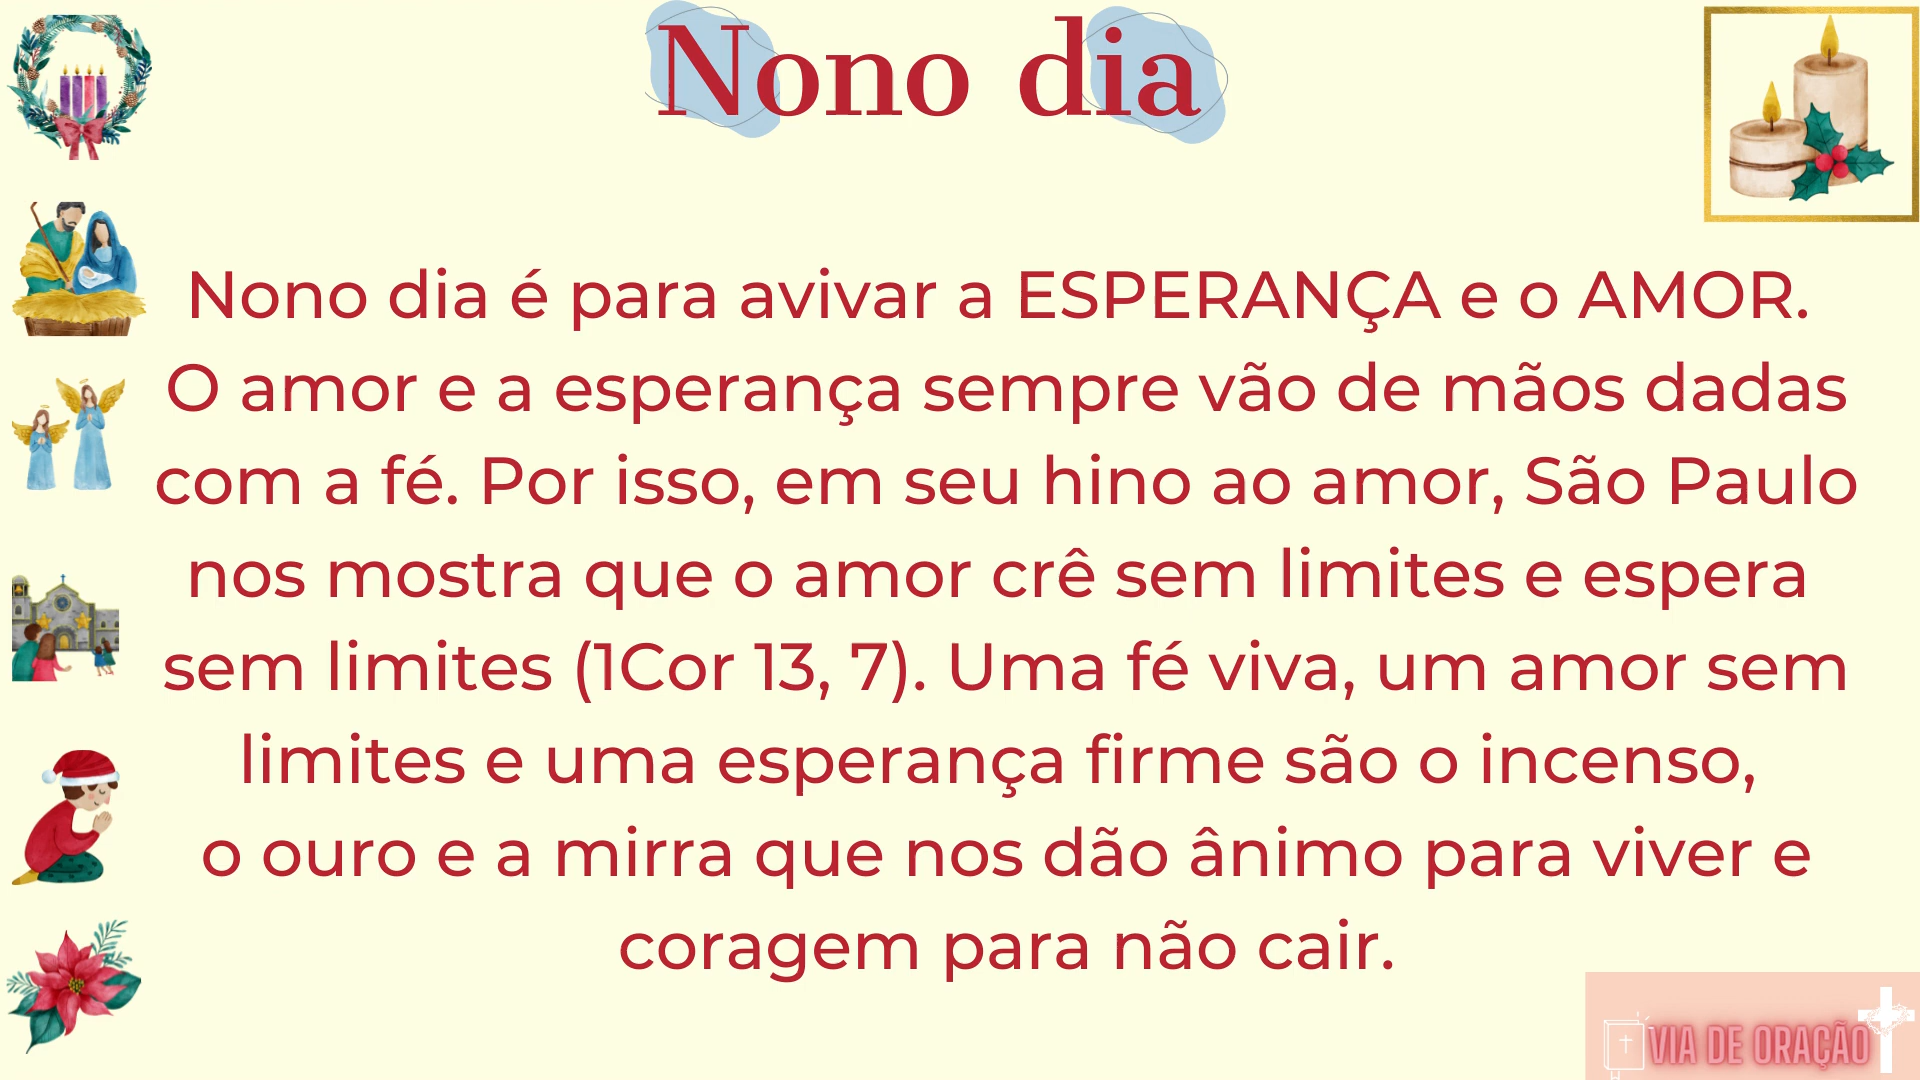 Nono dia
Nono dia é para avivar a ESPERANÇA e o AMOR.
O amor e a esperança sempre vão de mãos dadas
com a fé. Por isso, em seu hino ao amor, São Paulo
nos mostra que o amor crê sem limites e espera
sem limites (1Cor 13, 7). Uma fé viva, um amor sem
limites e uma esperança firme são o incenso,
o ouro e a mirra que nos dão ânimo para viver e
coragem para não cair.
VIA DE ORAÇÃO